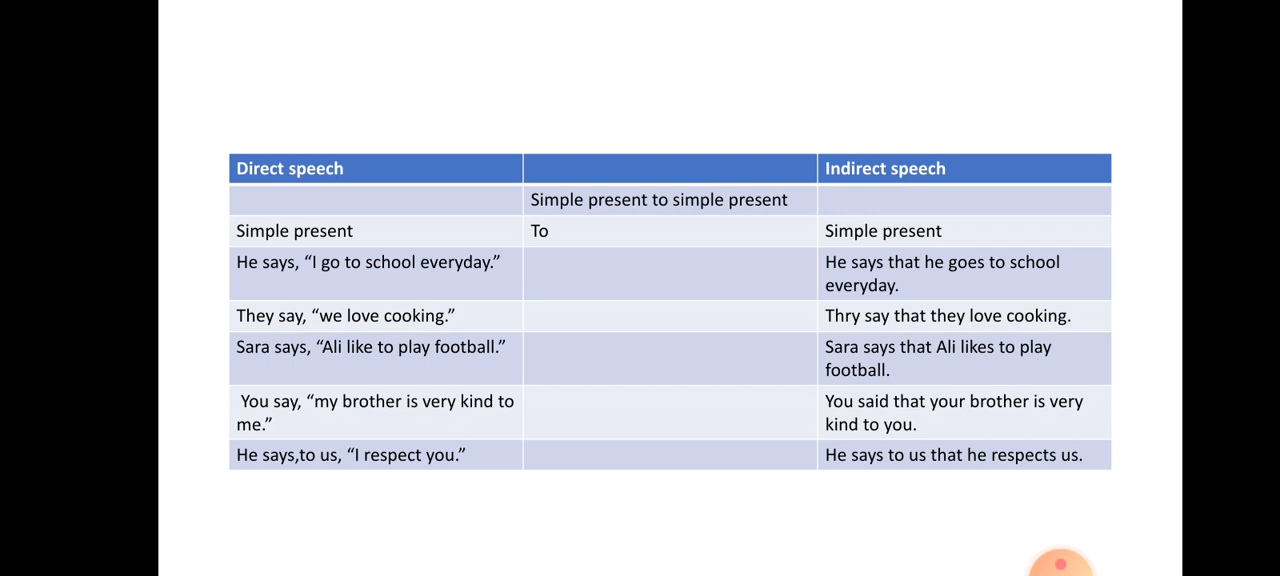 Direct speech
Indirect speech
Simple present to simple present
Simple present
To
Simple present
He says, “I go to school everyday.”
He says that he goes to school
everyday.
They say, “we love cooking.”
Thry say that they love cooking.
Sara says, “Ali like to play football.”
Sara says that Ali likes to play
football.
You say, “my brother is very kind to
me.”
You said that your brother is very
kind to you.
He says,to us, “I respect you.”
He says to us that he respects us.